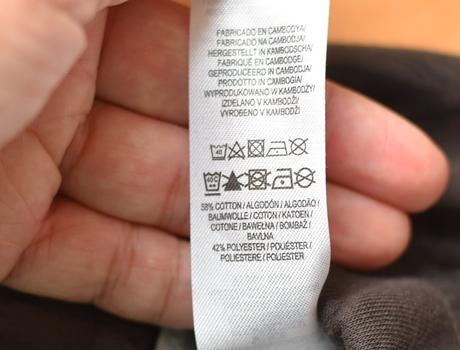 FABRICADO EN CAMBOYA/
FABRICADO NA CAMBOJA/
HERGESTELLT IN KAMBODSCHA/
FABRIQUÉ EN CAMBODGE/
GEPRODUCEERD IN CAMBODJA/
PRODOTTO IN CAMBOGIA/
WYPRODUKOWANO W KAMBODŻY/
IZDELANO V KAMBODŽI/
VYROBENO V KAMBODŽI
40
58% COTTON / ALGODÓN / ALGODÃO /
BAUMWOLLE / COTON / KATOEN /
COTONE / BAWEŁNA / BOMBAŽ /
BAVLNA
42% POLYESTER / POLIÉSTER /
POLIESTERE / POLIESTER